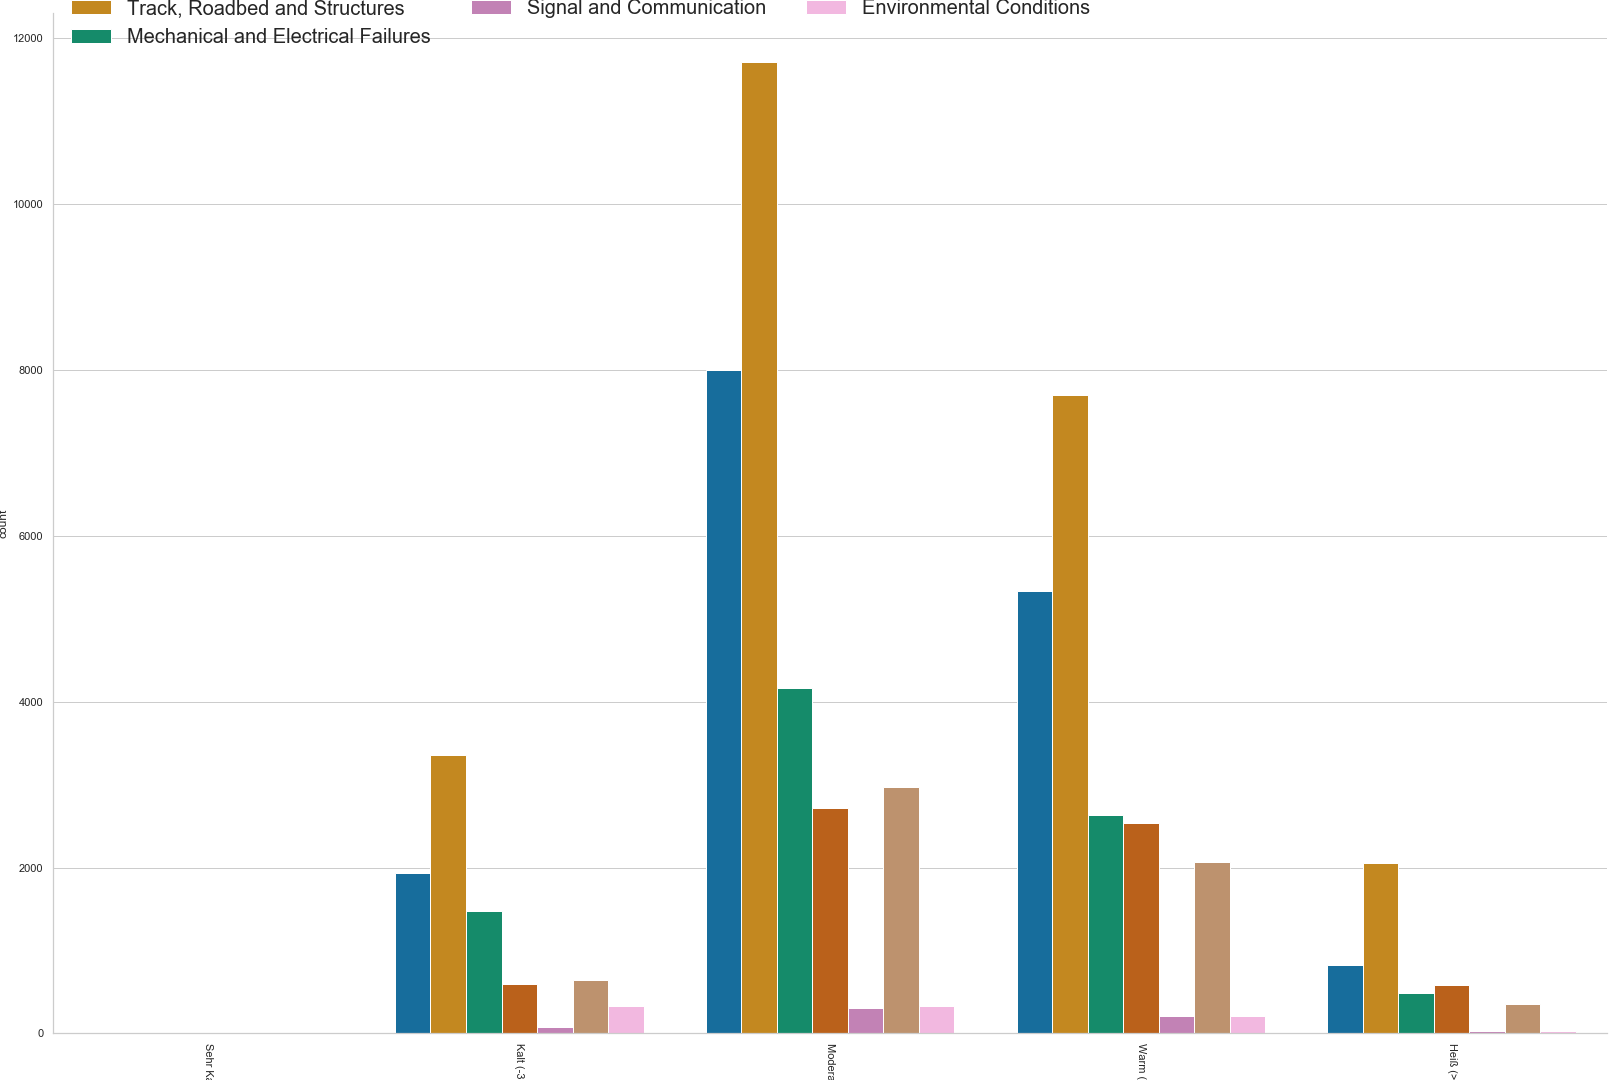 Track, Roadbed and Structures
Signal and Communication
Environmental Conditions
Mechanical and Electrical Failures
12000
10000
8000
6000
4000
2000
0
count
Sehr Ka
Kalt (-3
Modera
Warm (
Heiß (>